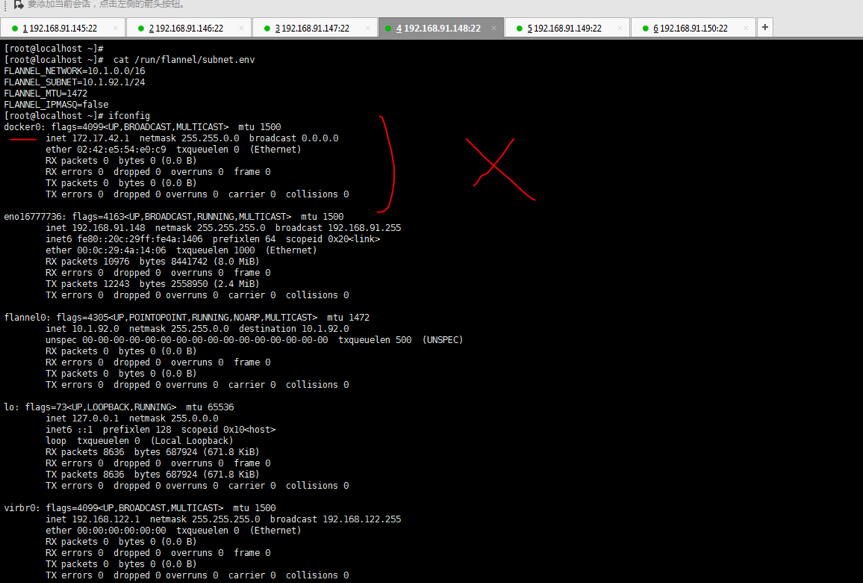 要添加当前会话，点击左侧的箭头按钮。
1 192.168.91.145:22 × 2 192.168.91.146:22 × 3 192.168.91.147:22 × 4 192.168.91.148:22 × 5 192.168.91.149:22 × 6 192.168.91.150:22 × +
[root@localhost ~]#
[root@localhost ~]#  cat /run/flannel/subnet.env
FLANNEL_NETWORK=10.1.0.0/16
FLANNEL_SUBNET=10.1.92.1/24
FLANNEL_MTU=1472
FLANNEL_IPMASQ=false
[root@localhost ~]# ifconfig
docker0: flags=4099<UP,BROADCAST,MULTICAST>  mtu 1500
inet 172.17.42.1  netmask 255.255.0.0  broadcast 0.0.0.0
ether 02:42:e5:54:e0:c9  txqueuelen 0  (Ethernet)
RX packets 0  bytes 0 (0.0 B)
RX errors 0  dropped 0  overruns 0  frame 0
TX packets 0  bytes 0 (0.0 B)
TX errors 0  dropped 0 overruns 0  carrier 0  collisions 0
eno16777736: flags=4163<UP,BROADCAST,RUNNING,MULTICAST>  mtu 1500
inet 192.168.91.148  netmask 255.255.255.0  broadcast 192.168.91.255
inet6 fe80::20c:29ff:fe4a:1406  prefixlen 64  scopeid 0x20<link>
ether 00:0c:29:4a:14:06  txqueuelen 1000  (Ethernet)
RX packets 10976  bytes 8441742 (8.0 MiB)
RX errors 0  dropped 0  overruns 0  frame 0
TX packets 12243  bytes 2558950 (2.4 MiB)
TX errors 0  dropped 0 overruns 0  carrier 0  collisions 0
flannel0: flags=4305<UP,POINTOPOINT,RUNNING,NOARP,MULTICAST>  mtu 1472
inet 10.1.92.0  netmask 255.255.0.0  destination 10.1.92.0
unspec 00-00-00-00-00-00-00-00-00-00-00-00-00-00-00-00  txqueuelen 500  (UNSPEC)
RX packets 0  bytes 0 (0.0 B)
RX errors 0  dropped 0  overruns 0  frame 0
TX packets 0  bytes 0 (0.0 B)
TX errors 0  dropped 0 overruns 0  carrier 0  collisions 0
lo: flags=73<UP,LOOPBACK,RUNNING>  mtu 65536
inet 127.0.0.1  netmask 255.0.0.0
inet6 ::1  prefixlen 128  scopeid 0x10<host>
loop  txqueuelen 0  (Local Loopback)
RX packets 8636  bytes 687924 (671.8 KiB)
RX errors 0  dropped 0  overruns 0  frame 0
TX packets 8636  bytes 687924 (671.8 KiB)
TX errors 0  dropped 0 overruns 0  carrier 0  collisions 0
virbr0: flags=4099<UP,BROADCAST,MULTICAST>  mtu 1500
inet 192.168.122.1  netmask 255.255.255.0  broadcast 192.168.122.255
ether 00:00:00:00:00:00  txqueuelen 0  (Ethernet)
RX packets 0  bytes 0 (0.0 B)
RX errors 0  dropped 0  overruns 0  frame 0
TX packets 0  bytes 0 (0.0 B)
TX errors 0  dropped 0 overruns 0  carrier 0  collisions 0